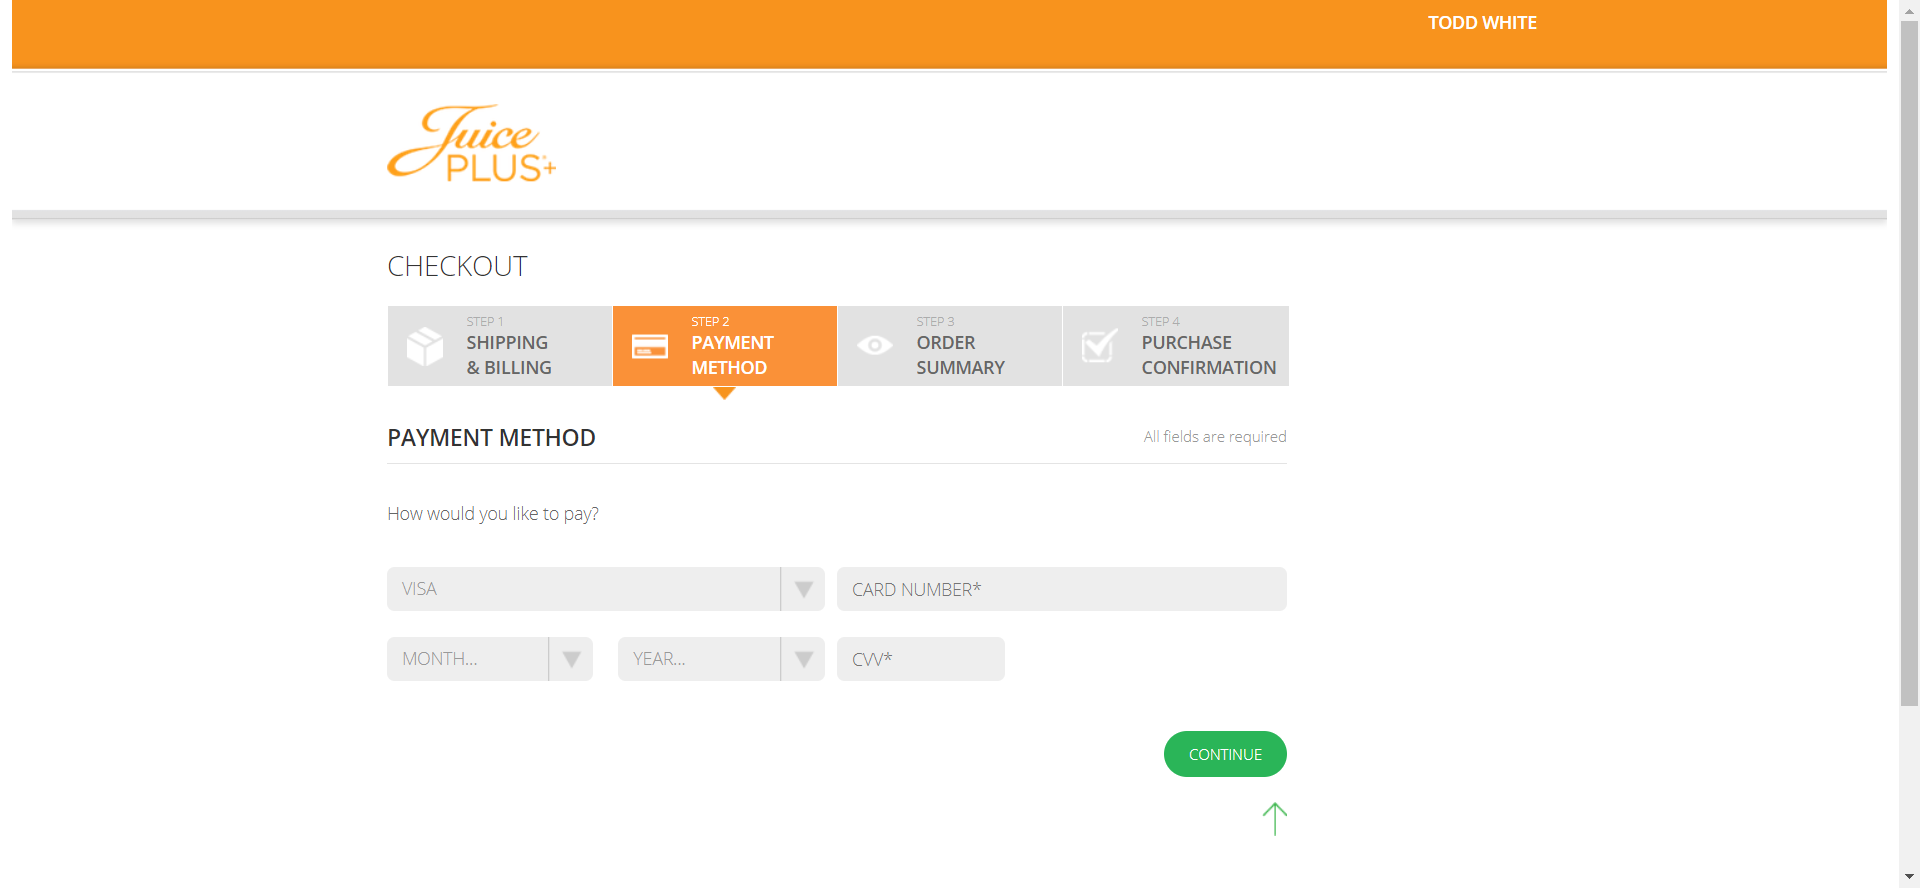 TODD WHITE
Juice
PLUS+
CHECKOUT
STEP 1
SHIPPING
& BILLING
STEP 2
PAYMENT
METHOD
STEP 3
ORDER
SUMMARY
STEP 4
PURCHASE
CONFIRMATION
PAYMENT METHOD
All fields are required
How would you like to pay?
VISA
CARD NUMBER*
MONTH...
YEAR...
CVV*
CONTINUE